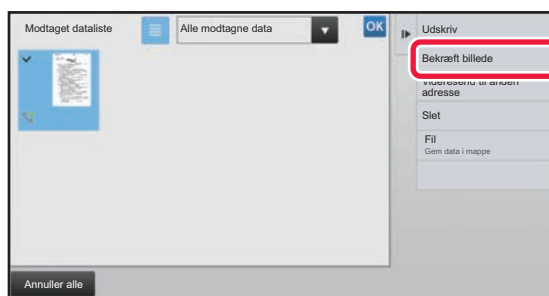 Modtaget dataliste
Alle modtagne data
OK
Udskriv
Bekræft billede
Videresend til anden
adresse
Slet
Fil
Gem data i mappe
Annuller alle